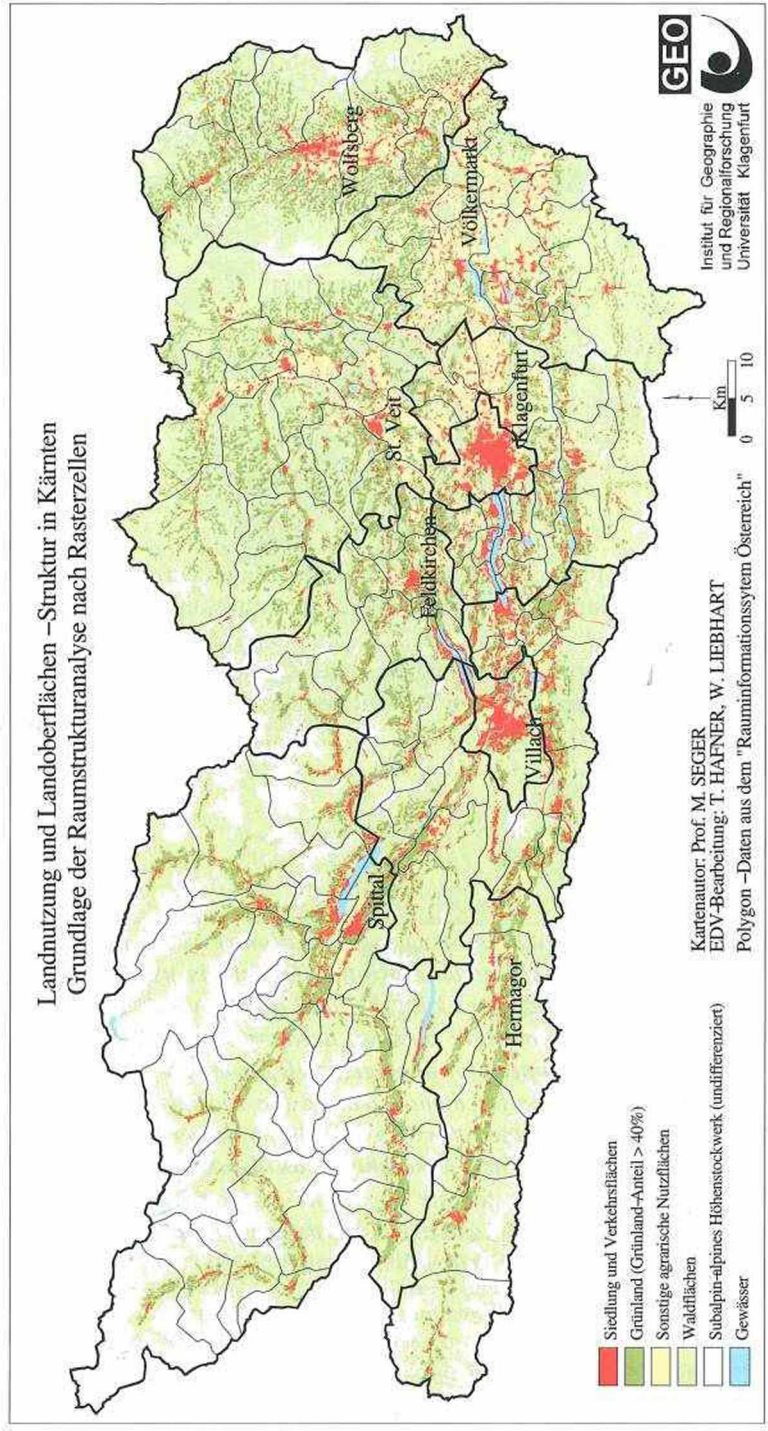 Landnutzung und Landoberflächen –Struktur in Kärnten
Grundlage der Raumstrukturanalyse nach Rasterzellen
Wolfsberg
Völkermarkt
St. Veit
Klagenfurt
Feldkirchen
Villach
Spittal
Hermagor
Siedlung und Verkehrsflächen
Grünland (Grünland-Anteil > 40%)
Sonstige agrarische Nutzflächen
Waldflächen
Subalpin-alpines Höhenstockwerk (undifferenziert)
Gewässer
Kartenautor: Prof. M. SEGER
EDV-Bearbeitung: T. HAFNER, W. LIEBHART
Polygon –Daten aus dem "Rauminformationssytem Österreich"
Km
0 5 10
GEO
Institut für Geographie
und Regionalforschung
Universität Klagenfurt